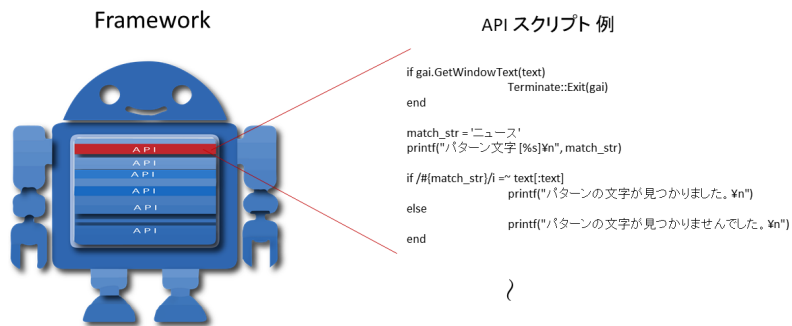 Framework
API
API
API
API
API
API
API スクリプト 例
if gai.GetWindowText(text)
Terminate::Exit(gai)
end
match_str = 'ニュース'
printf("パターン文字 [%s]¥n", match_str)
if /#{match_str}/i =~ text[:text]
printf("パターンの文字が見つかりました。¥n")
else
printf("パターンの文字が見つかりませんでした。¥n")
end
~